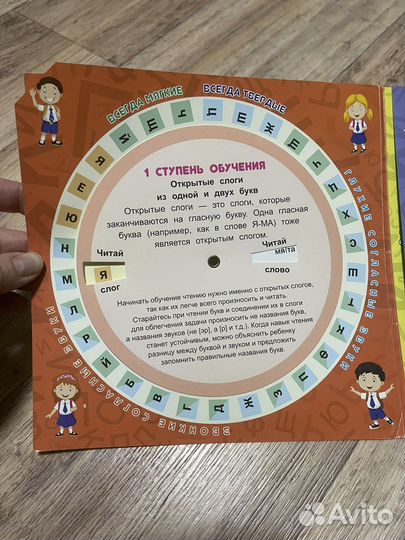 ВСЕГДА МЯГКИЕ
ВСЕГДА ТВЕРДЫЕ
ГЛУХИЕ СОГЛАСНЫЕ ЗВУКИ
ЗВОНКИЕ СОГЛАСНЫЕ ЗВУКИ
1 СТУПЕНЬ ОБУЧЕНИЯ
Открытые слоги
из одной и двух букв
Открытые слоги — это слоги, которые
заканчиваются на гласную букву. Одна гласная
буква (например, как в слове Я-МА) тоже
является открытым слогом.
Читай
Я
слог
Читай
мята
слово
Начинать обучение чтению нужно именно с открытых слогов,
так как их легче всего произносить и читать.
Старайтесь при чтении букв и соединении их в слоги
для облегчения задачи произносить не названия букв,
а названия звуков (не [эр], а [р] и т.д.). Когда навык чтения
станет устойчивым, можно объяснить ребенку
разницу между буквой и звуком и предложить
запомнить правильные названия букв.
Avito